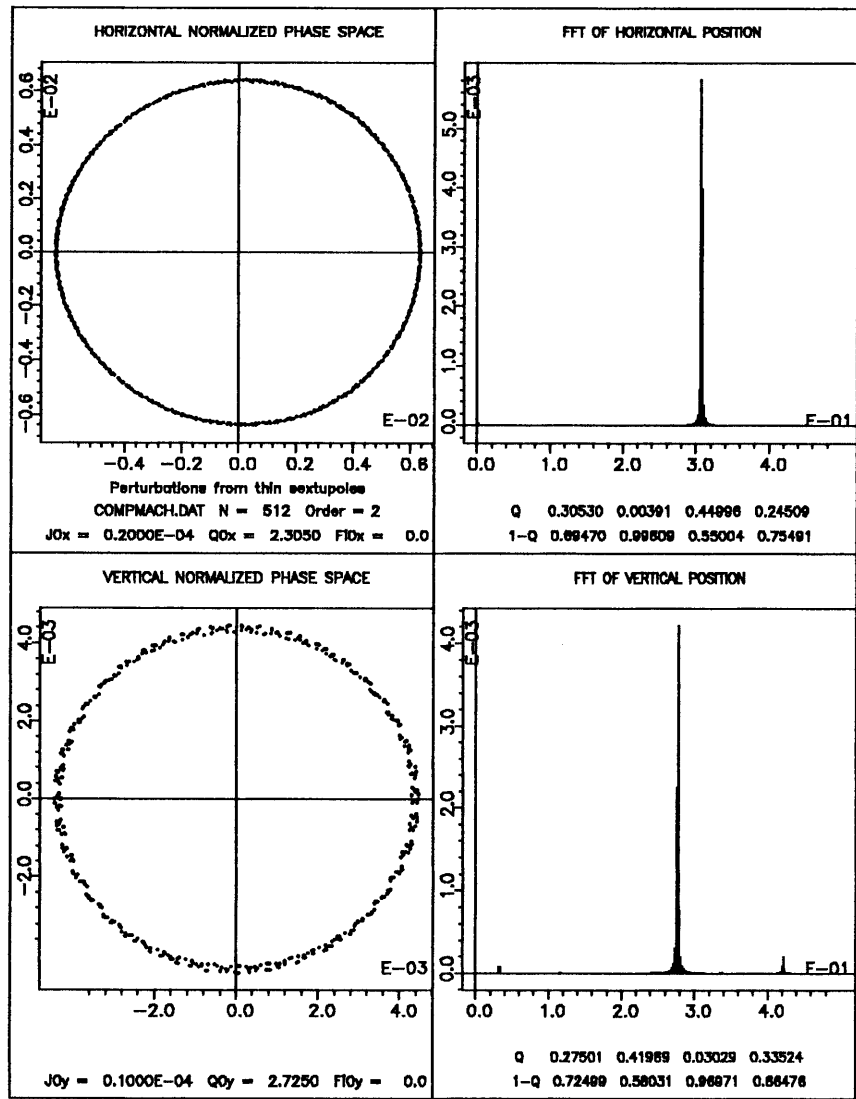 HORIZONTAL NORMALIZED PHASE SPACE
E-02
0.6
0.4
0.2
0.0
-0.2
-0.4
-0.6
E-02
-0.4 -0.2 0.0 0.2 0.4 0.6
Perturbations from thin sextupoles
COMPMACH.DAT N = 512 Order = 2
J0x = 0.2000E-04 Q0x = 2.3050 FI0x = 0.0
FFT OF HORIZONTAL POSITION
E-03
5.0
4.0
3.0
2.0
1.0
0.0
E-01
0.0 1.0 2.0 3.0 4.0
Q 0.30530 0.00391 0.44996 0.24509
1-Q 0.69470 0.99609 0.55004 0.75491
VERTICAL NORMALIZED PHASE SPACE
E-03
4.0
2.0
0.0
-2.0
E-03
-2.0 0.0 2.0 4.0
J0y = 0.1000E-04 Q0y = 2.7250 FI0y = 0.0
FFT OF VERTICAL POSITION
E-03
4.0
3.0
2.0
1.0
0.0
E-01
0.0 1.0 2.0 3.0 4.0
Q 0.27501 0.41969 0.03029 0.33524
1-Q 0.72499 0.58031 0.96971 0.66476